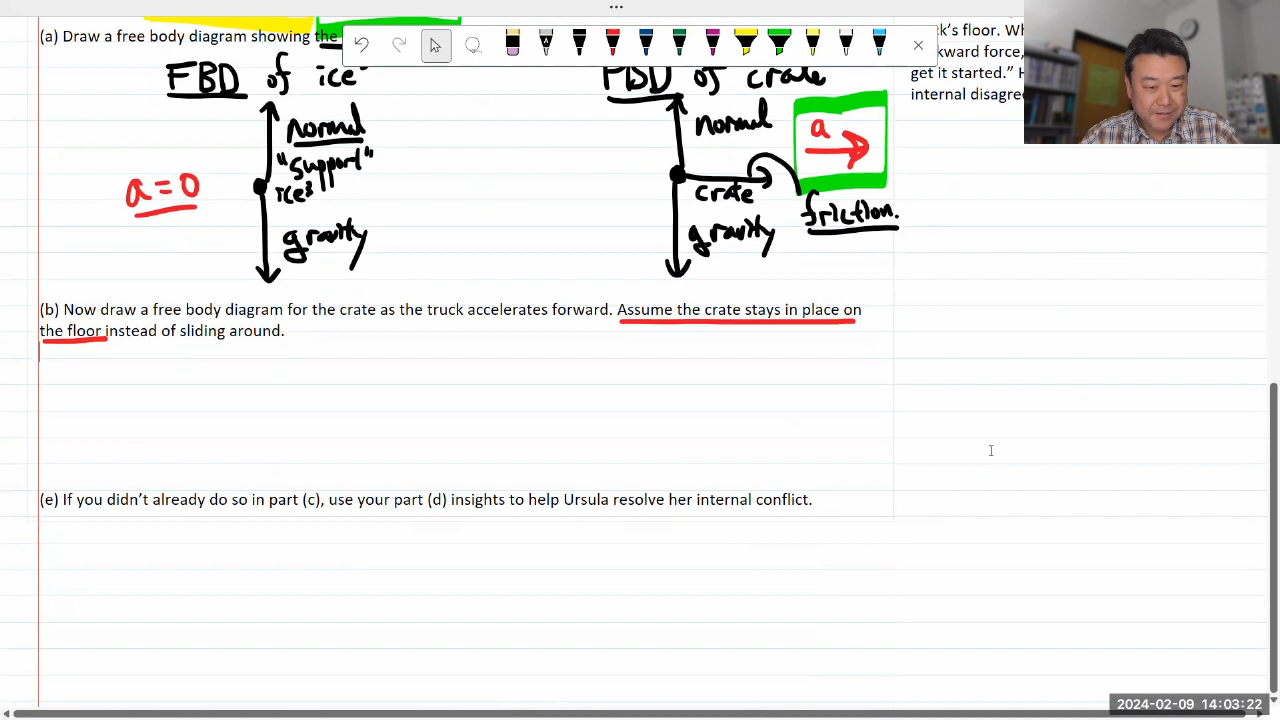 (a) Draw a free body diagram showing the
FBD of ice
FBD of crate
k's floor. W
kward force,
get it started." H
internal disagre
normal
"support"
ice
gravity
a = 0
normal
crate
gravity
a
friction.
(b) Now draw a free body diagram for the crate as the truck accelerates forward. Assume the crate stays in place on
the floor instead of sliding around.
(e) If you didn't already do so in part (c), use your part (d) insights to help Ursula resolve her internal conflict.
2024-02-09 14:03:22